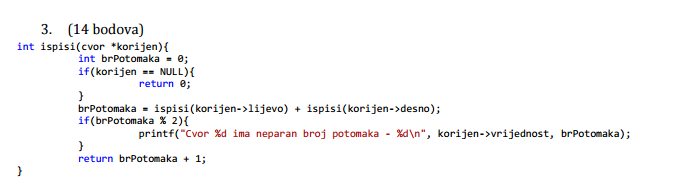 3. (14 bodova)
int ispisi(cvor *korijen){
int brPotomaka = 0;
if(korijen == NULL){
return 0;
}
brPotomaka = ispisi(korijen->lijevo) + ispisi(korijen->desno);
if(brPotomaka % 2){
printf("Cvor %d ima neparan broj potomaka - %d\n", korijen->vrijednost, brPotomaka);
}
return brPotomaka + 1;
}